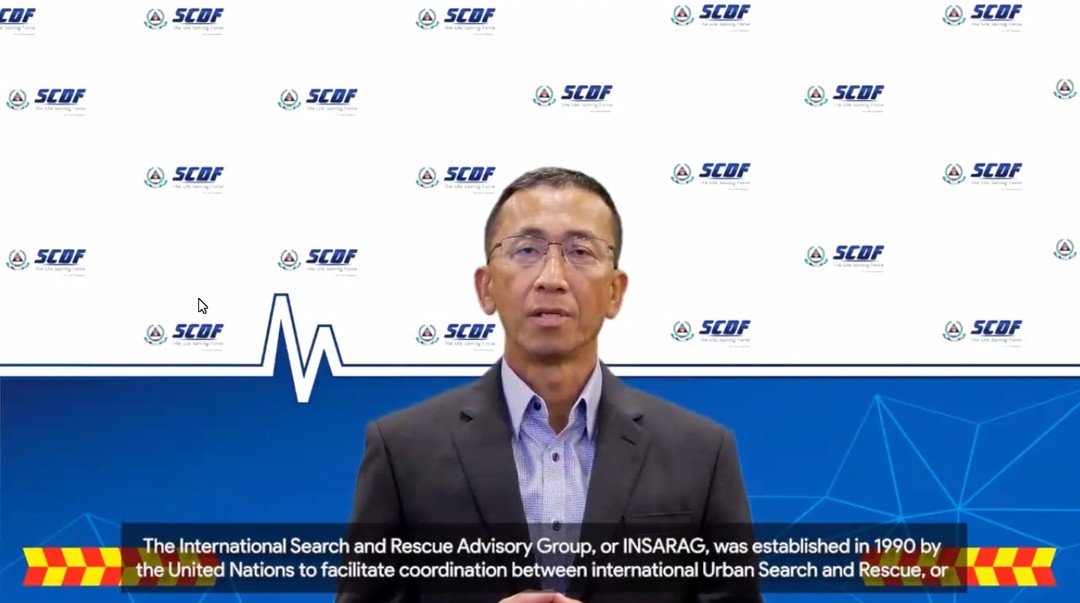 SCDF
SCDF
SCDF
SCDF
SCDF
The Life Saving Force
The Life Saving Force
The Life Saving Force
The Life Saving Force
SCDF
SCDF
SCDF
SCDF
The Life Saving Force
The Life Saving Force
The Life Saving Force
The Life Saving Force
SCDF
SCDF
SCDF
SCDF
The Life Saving Force
The Life Saving Force
The Life Saving Force
The Life Saving Force
SCDF
SCDF
SCDF
The Life Saving Force
The Life Saving Force
The Life Saving Force
SCDF
SCDF
SCDF
SCDF
The Life Saving Force
The Life Saving Force
The Life Saving Force
The Life Saving Force
The International Search and Rescue Advisory Group, or INSARAG, was established in 1990 by
the United Nations to facilitate coordination between international Urban Search and Rescue, or